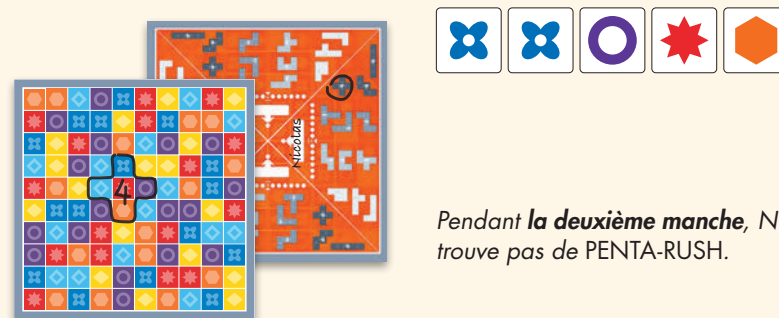 Nicolas
4
Pendant la deuxième manche, N
trouve pas de PENTA-RUSH.